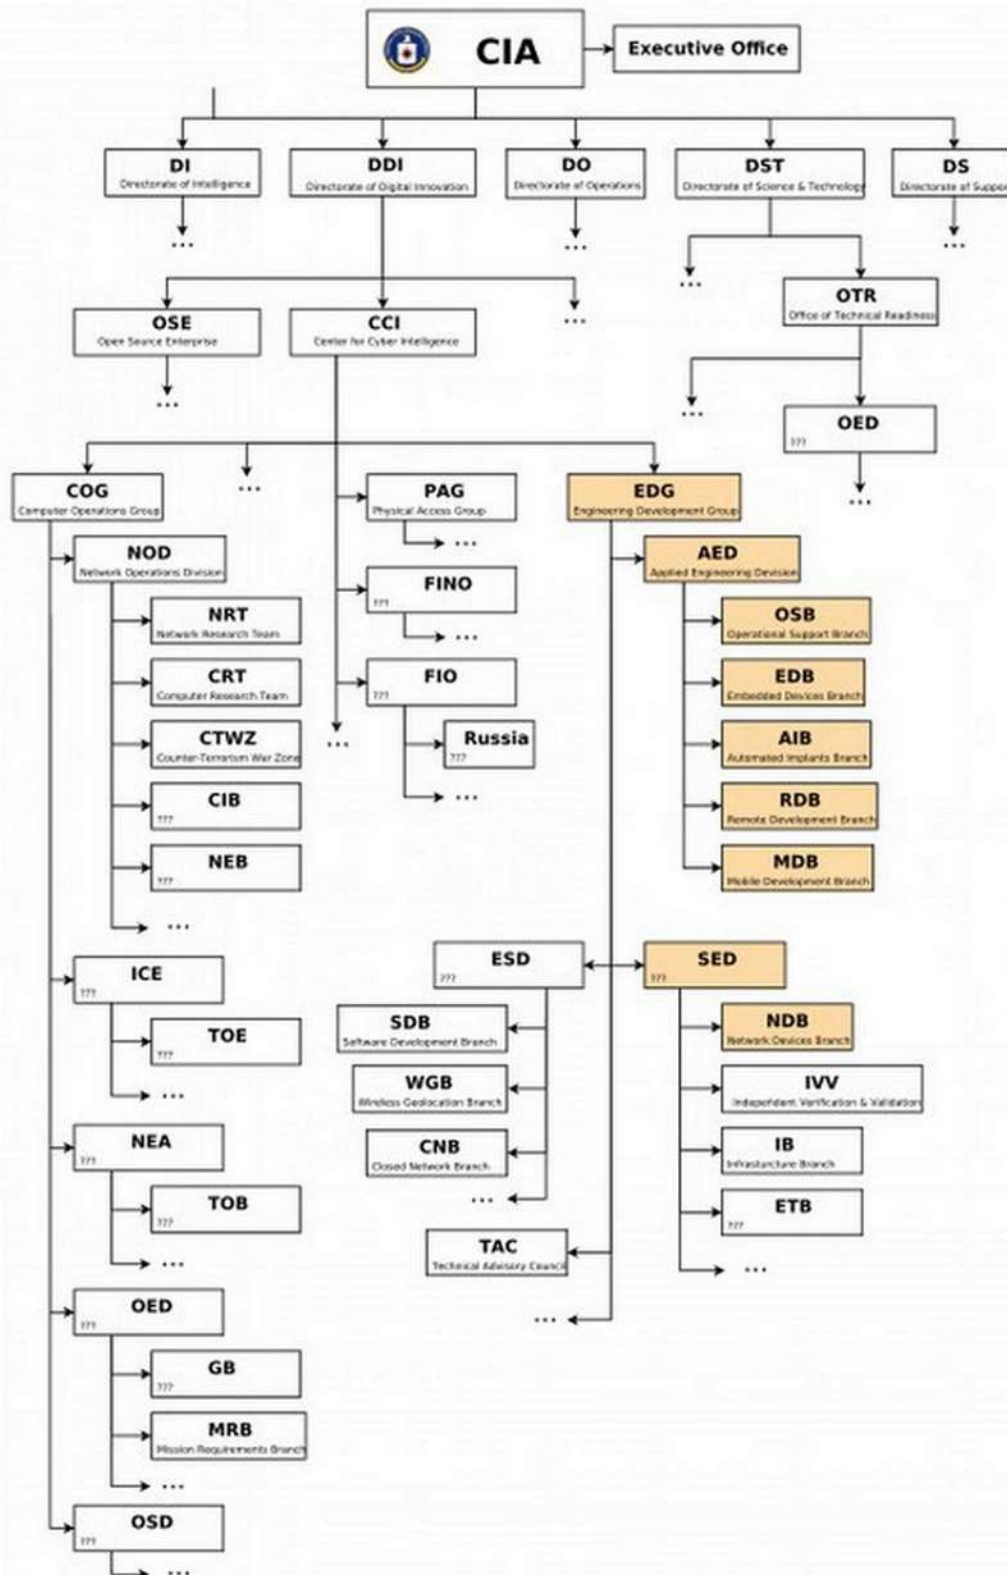 CIA
Executive Office
DI
Directorate of Intelligence
DDI
Directorate of Digital Innovation
DO
Directorate of Operations
DST
Directorate of Science & Technology
DS
Directorate of Suppo
...
...
...
...
OTR
Office of Technical Readiness
OSE
Open Source Enterprise
CCI
Center for Cyber Intelligence
...
...
...
OED
???
...
COG
Computer Operations Group
...
PAG
Physical Access Group
...
EDG
Engineering Development Group
NOD
Network Operations Division
AED
Applied Engineering Devision
FINO
???
...
NRT
Network Research Team
OSB
Operational Support Branch
CRT
Computer Research Team
FIO
???
EDB
Embedded Devices Branch
CTWZ
Counter-Terrorism War Zone
...
Russia
???
AIB
Automated Implants Branch
CIB
???
...
RDB
Remote Development Branch
NEB
???
MDB
Mobile Development Branch
...
ICE
???
ESD
???
SED
???
TOE
???
SDB
Software Development Branch
NDB
Network Devices Branch
...
WGB
Wireless Geolocation Branch
IVV
Independent Verification & Validation
NEA
???
CNB
Closed Network Branch
IB
Infrasturcture Branch
TOB
???
...
ETB
???
...
TAC
Technical Advisory Council
...
OED
???
...
GB
???
MRB
Mission Requirements Branch
...
OSD
???
...